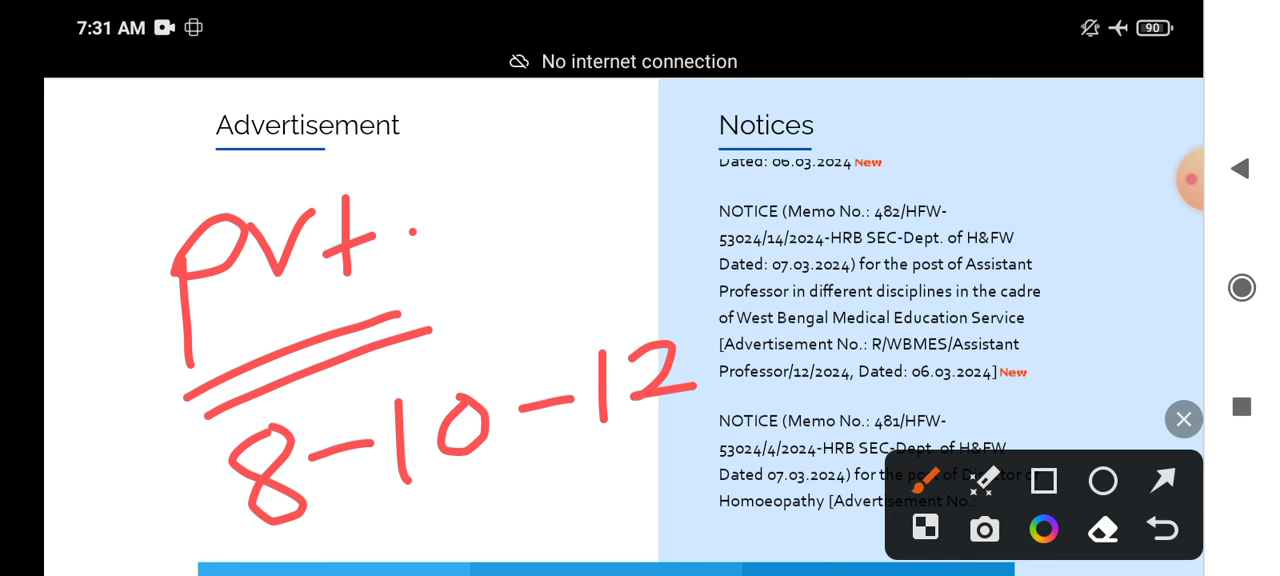 7:31 AM
90
No internet connection
Advertisement
pvt.
8-10-12
Notices
Dated: 06.03.2024 New
NOTICE (Memo No.: 482/HFW-
53024/14/2024-HRB SEC-Dept. of H&FW
Dated: 07.03.2024) for the post of Assistant
Professor in different disciplines in the cadre
of West Bengal Medical Education Service
[Advertisement No.: R/WBMES/Assistant
Professor/12/2024, Dated: 06.03.2024] New
NOTICE (Memo No.: 481/HFW-
53024/4/2024-HRB SEC-Dept. of H&FW
Dated 07.03.2024) for the post of Director of
Homoeopathy [Advertisement No.: